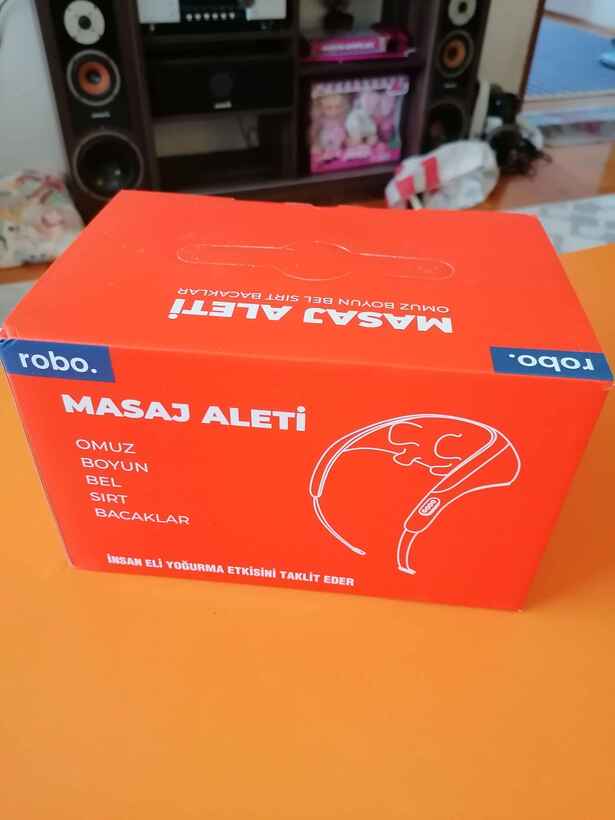 MASAJ ALETİ
OMUZ BOYUN BEL SIRT BACAKLAR
robo.
robo.
MASAJ ALETİ
OMUZ
BOYUN
BEL
SIRT
BACAKLAR
İNSAN ELİ YOĞURMA ETKİSİNİ TAKLİT EDER